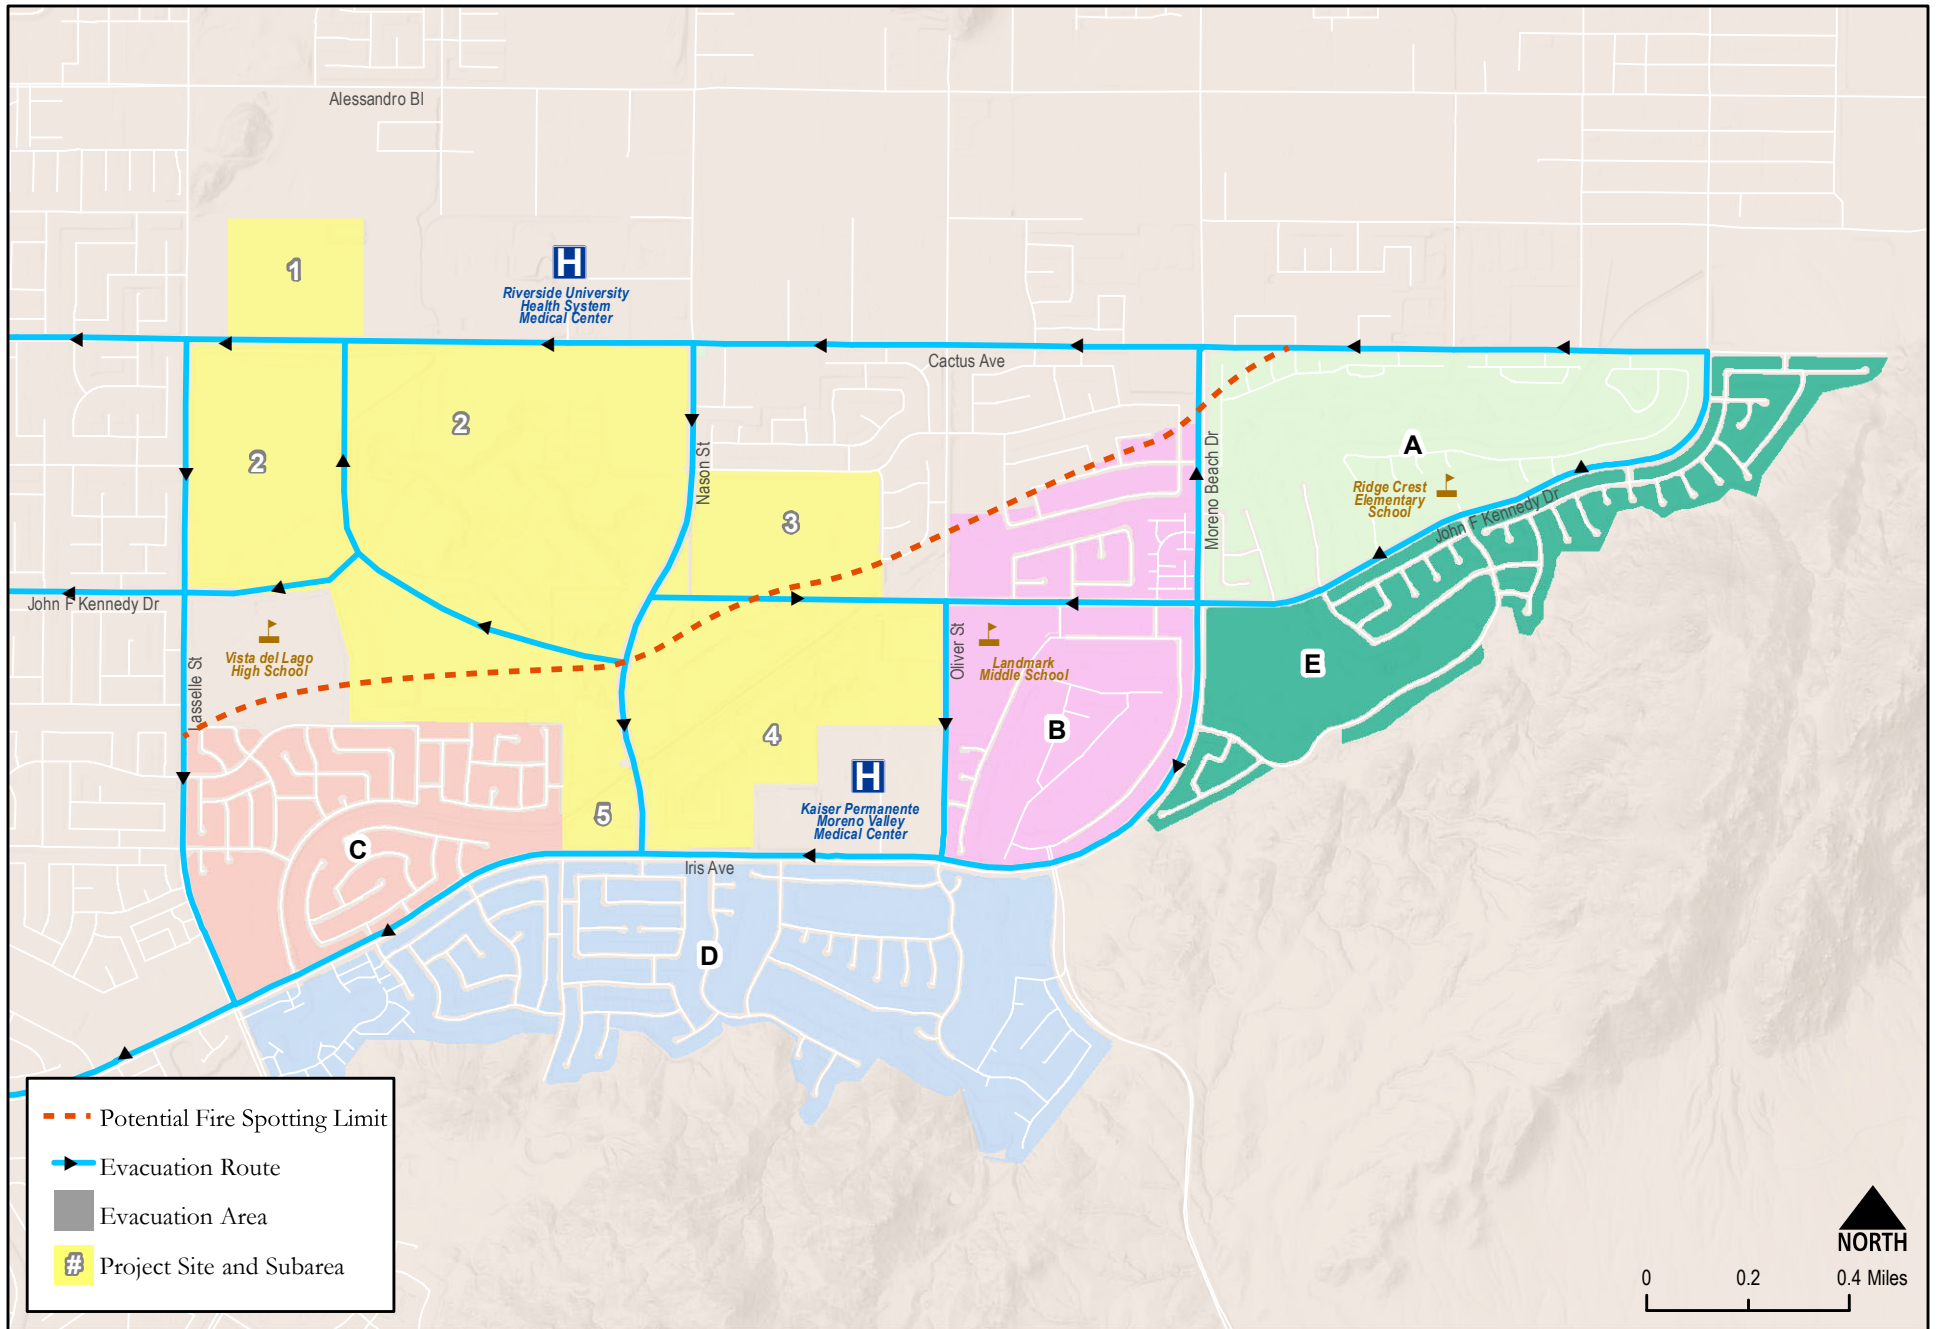 Alessandro Bl
1
H
Riverside University
Health System
Medical Center
Cactus Ave
2
2
Nason St
3
Moreno Beach Dr
A
Ridge Crest
Elementary
School
John F Kennedy Dr
John F Kennedy Dr
Vista del Lago
High School
Lasselle St
Oliver St
Landmark
Middle School
E
B
4
H
Kaiser Permanente
Moreno Valley
Medical Center
5
C
Iris Ave
D
Potential Fire Spotting Limit
Evacuation Route
Evacuation Area
# Project Site and Subarea
NORTH
0 0.2 0.4 Miles